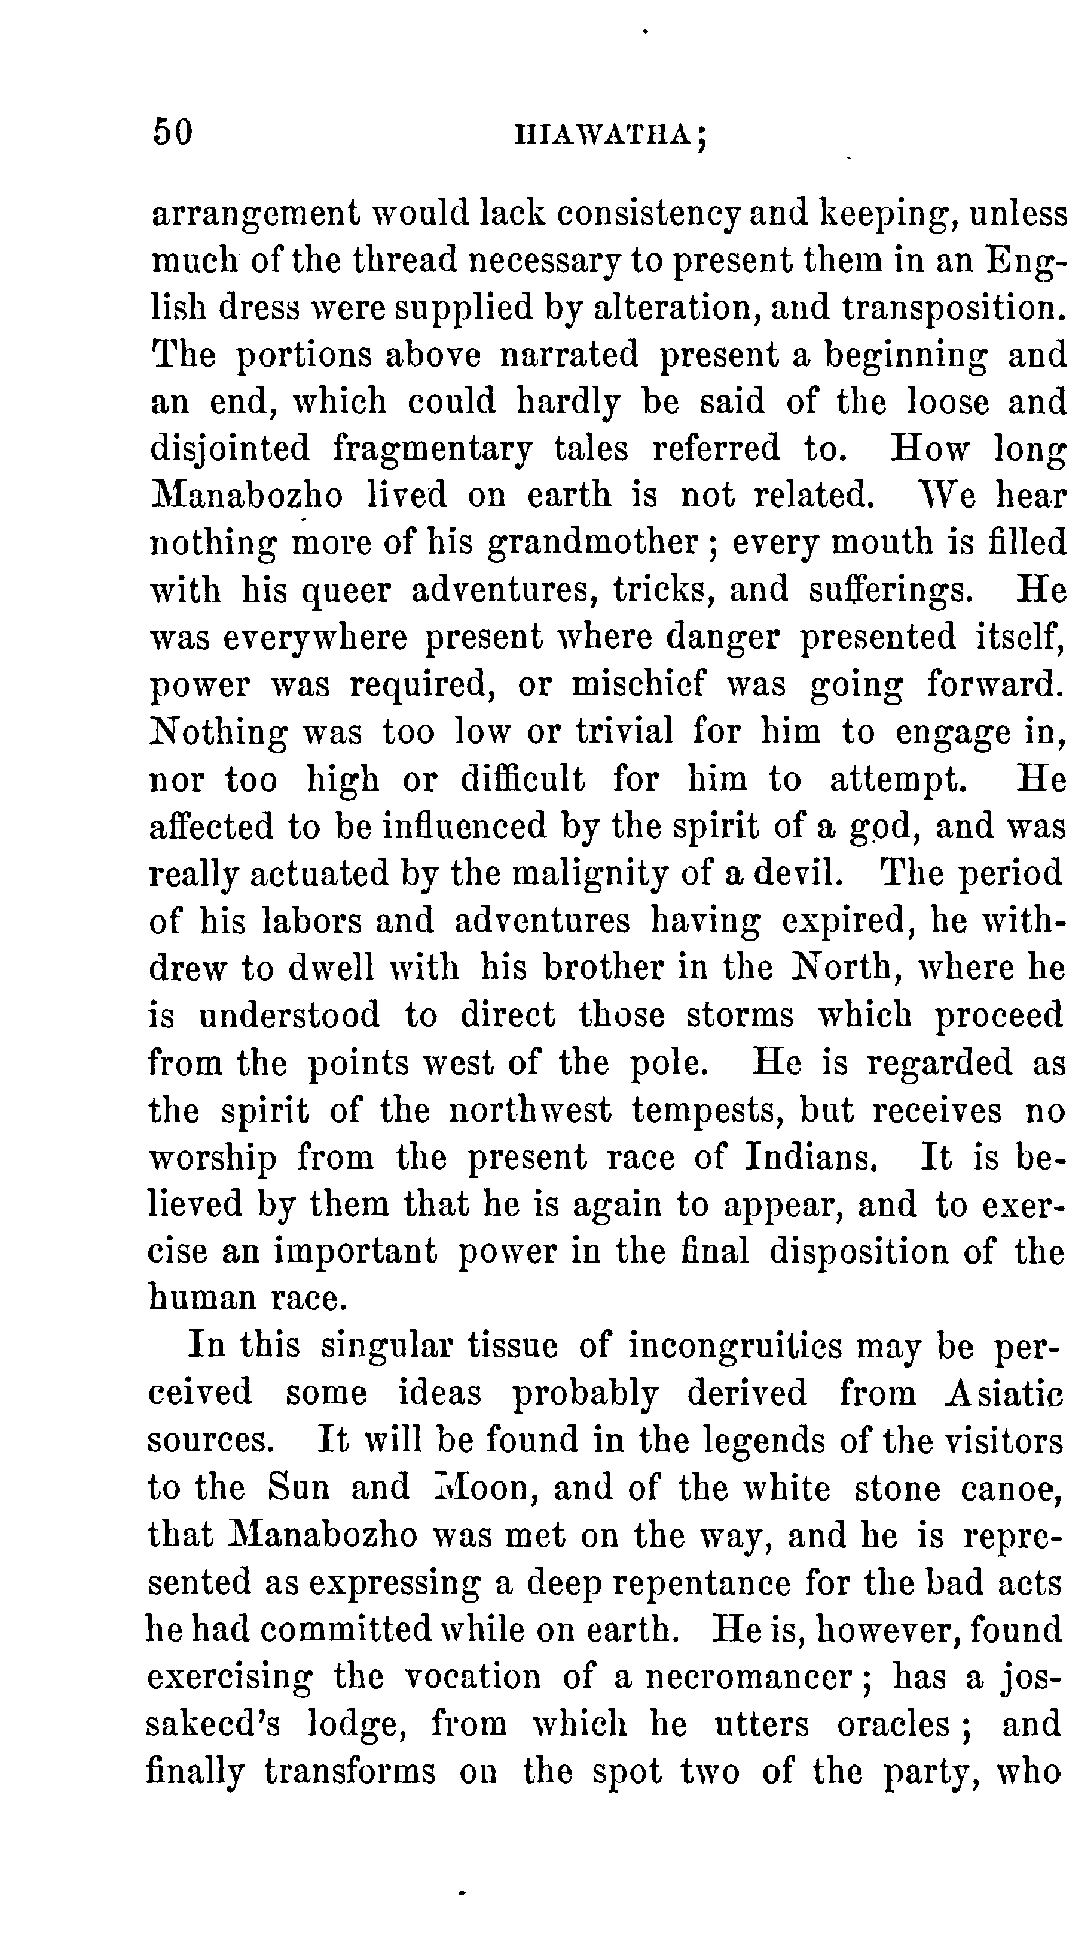 50 HIAWATHA;
arrangement would lack consistency and keeping, unless
much of the thread necessary to present them in an Eng-
lish dress were supplied by alteration, and transposition.
The portions above narrated present a beginning and
an end, which could hardly be said of the loose and
disjointed fragmentary tales referred to. How long
Manabozho lived on earth is not related. We hear
nothing more of his grandmother; every mouth is filled
with his queer adventures, tricks, and sufferings. He
was everywhere present where danger presented itself,
power was required, or mischief was going forward.
Nothing was too low or trivial for him to engage in,
nor too high or difficult for him to attempt. He
affected to be influenced by the spirit of a god, and was
really actuated by the malignity of a devil. The period
of his labors and adventures having expired, he with-
drew to dwell with his brother in the North, where he
is understood to direct those storms which proceed
from the points west of the pole. He is regarded as
the spirit of the northwest tempests, but receives no
worship from the present race of Indians. It is be-
lieved by them that he is again to appear, and to exer-
cise an important power in the final disposition of the
human race.
In this singular tissue of incongruities may be per-
ceived some ideas probably derived from Asiatic
sources. It will be found in the legends of the visitors
to the Sun and Moon, and of the white stone canoe,
that Manabozho was met on the way, and he is repre-
sented as expressing a deep repentance for the bad acts
he had committed while on earth. He is, however, found
exercising the vocation of a necromancer; has a jos-
sakeed's lodge, from which he utters oracles; and
finally transforms on the spot two of the party, who